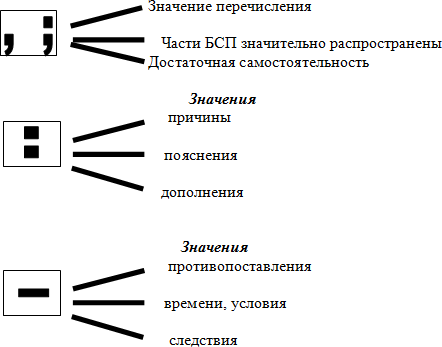 Значение перечисления
, ;
Части БСП значительно распространены
Достаточная самостоятельность
Значения
причины
:
пояснения
дополнения
Значения
противопоставления
–
времени, условия
следствия